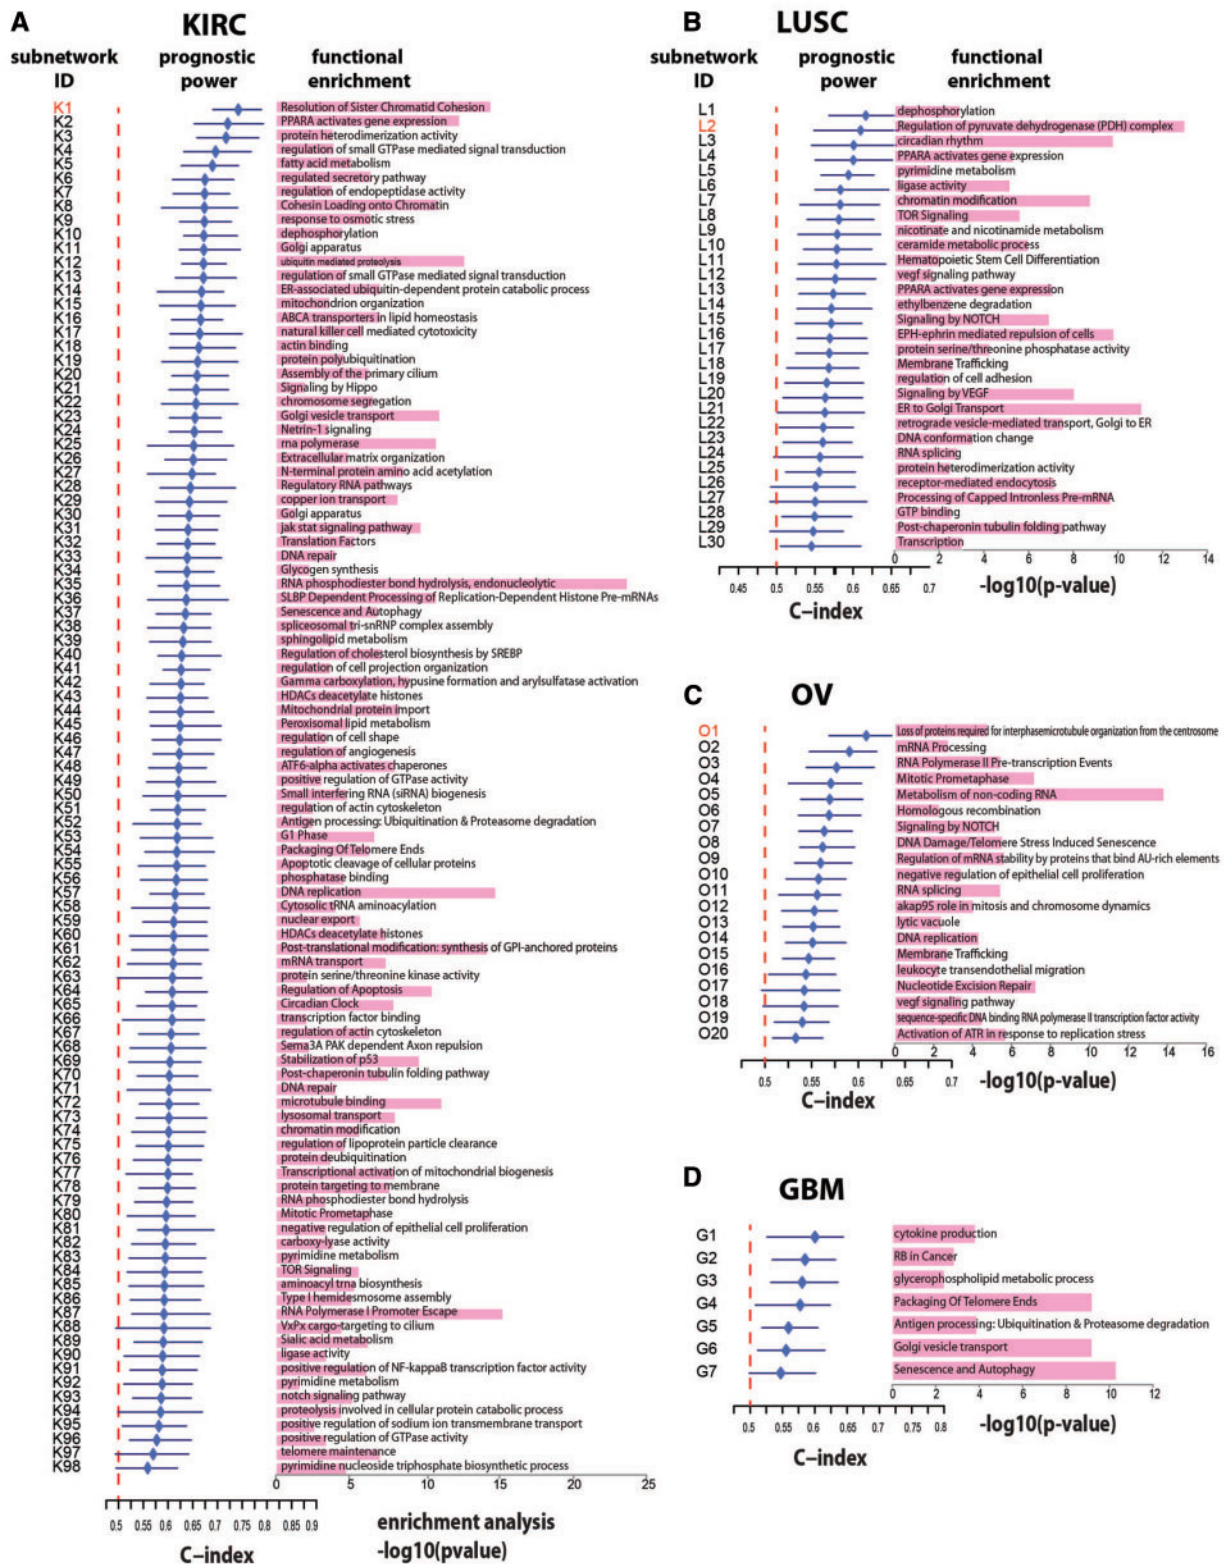 A
KIRC
subnetwork ID
prognostic power
functional enrichment
K1 Resolution of Sister Chromatid Cohesion
K2 PPARA activates gene expression
K3 protein heterodimerization activity
K4 regulation of small GTPase mediated signal transduction
K5 fatty acid metabolism
K6 regulated secretory pathway
K7 regulation of endopeptidase activity
K8 Cohesin Loading onto Chromatin
K9 response to osmotic stress
K10 dephosphorylation
K11 Golgi apparatus
K12 ubiquitin mediated proteolysis
K13 regulation of small GTPase mediated signal transduction
K14 ER-associated ubiquitin-dependent protein catabolic process
K15 mitochondrion organization
K16 ABCA transporters in lipid homeostasis
K17 natural killer cell mediated cytotoxicity
K18 actin binding
K19 protein polyubiquitination
K20 Assembly of the primary cilium
K21 Signaling by Hippo
K22 chromosome segregation
K23 Golgi vesicle transport
K24 Netrin-1 signaling
K25 rna polymerase
K26 Extracellular matrix organization
K27 N-terminal protein amino acid acetylation
K28 Regulatory RNA pathways
K29 copper ion transport
K30 Golgi apparatus
K31 jak stat signaling pathway
K32 Translation Factors
K33 DNA repair
K34 Glycogen synthesis
K35 RNA phosphodiester bond hydrolysis, endonucleolytic
K36 SLBP Dependent Processing of Replication-Dependent Histone Pre-mRNAs
K37 Senescence and Autophagy
K38 spliceosomal tri-snRNP complex assembly
K39 sphingolipid metabolism
K40 Regulation of cholesterol biosynthesis by SREBP
K41 regulation of cell projection organization
K42 Gamma carboxylation, hypusine formation and arylsulfatase activation
K43 HDACs deacetylate histones
K44 Mitochondrial protein import
K45 Peroxisomal lipid metabolism
K46 regulation of cell shape
K47 regulation of angiogenesis
K48 ATF6-alpha activates chaperones
K49 positive regulation of GTPase activity
K50 Small interfering RNA (siRNA) biogenesis
K51 regulation of actin cytoskeleton
K52 Antigen processing: Ubiquitination & Proteasome degradation
K53 G1 Phase
K54 Packaging Of Telomere Ends
K55 Apoptotic cleavage of cellular proteins
K56 phosphatase binding
K57 DNA replication
K58 Cytosolic tRNA aminoacylation
K59 nuclear export
K60 HDACs deacetylate histones
K61 Post-translational modification: synthesis of GPI-anchored proteins
K62 mRNA transport
K63 protein serine/threonine kinase activity
K64 Regulation of Apoptosis
K65 Circadian Clock
K66 transcription factor binding
K67 regulation of actin cytoskeleton
K68 Sema3A PAK dependent Axon repulsion
K69 Stabilization of p53
K70 Post-chaperonin tubulin folding pathway
K71 DNA repair
K72 microtubule binding
K73 lysosomal transport
K74 chromatin modification
K75 regulation of lipoprotein particle clearance
K76 protein deubiquitination
K77 Transcriptional activation of mitochondrial biogenesis
K78 protein targeting to membrane
K79 RNA phosphodiester bond hydrolysis
K80 Mitotic Prometaphase
K81 negative regulation of epithelial cell proliferation
K82 carboxy-lyase activity
K83 pyrimidine metabolism
K84 TOR Signaling
K85 aminoacyl trna biosynthesis
K86 Type I hemidesmosome assembly
K87 RNA Polymerase I Promoter Escape
K88 VxPx cargo-targeting to cilium
K89 Sialic acid metabolism
K90 ligase activity
K91 positive regulation of NF-kappaB transcription factor activity
K92 pyrimidine metabolism
K93 notch signaling pathway
K94 proteolysis involved in cellular protein catabolic process
K95 positive regulation of sodium ion transmembrane transport
K96 positive regulation of GTPase activity
K97 telomere maintenance
K98 pyrimidine nucleoside triphosphate biosynthetic process
0 5 10 15 20 25
0.5 0.55 0.6 0.65 0.7 0.75 0.8 0.85 0.9
C–index
enrichment analysis
-log10(pvalue)
B
LUSC
subnetwork ID
prognostic power
functional enrichment
L1 dephosphorylation
L2 Regulation of pyruvate dehydrogenase (PDH) complex
L3 circadian rhythm
L4 PPARA activates gene expression
L5 pyrimidine metabolism
L6 ligase activity
L7 chromatin modification
L8 TOR Signaling
L9 nicotinate and nicotinamide metabolism
L10 ceramide metabolic process
L11 Hematopoietic Stem Cell Differentiation
L12 vegf signaling pathway
L13 PPARA activates gene expression
L14 ethylbenzene degradation
L15 Signaling by NOTCH
L16 EPH-ephrin mediated repulsion of cells
L17 protein serine/threonine phosphatase activity
L18 Membrane Trafficking
L19 regulation of cell adhesion
L20 Signaling by VEGF
L21 ER to Golgi Transport
L22 retrograde vesicle-mediated transport, Golgi to ER
L23 DNA conformation change
L24 RNA splicing
L25 protein heterodimerization activity
L26 receptor-mediated endocytosis
L27 Processing of Capped Intronless Pre-mRNA
L28 GTP binding
L29 Post-chaperonin tubulin folding pathway
L30 Transcription
0 2 4 6 8 10 12 14
0.45 0.5 0.55 0.6 0.65 0.7
-log10(p-value)
C–index
C
OV
O1 Loss of proteins required for interphasemicrotubule organization from the centrosome
O2 mRNA Processing
O3 RNA Polymerase II Pre-transcription Events
O4 Mitotic Prometaphase
O5 Metabolism of non-coding RNA
O6 Homologous recombination
O7 Signaling by NOTCH
O8 DNA Damage/Telomere Stress Induced Senescence
O9 Regulation of mRNA stability by proteins that bind AU-rich elements
O10 negative regulation of epithelial cell proliferation
O11 RNA splicing
O12 akap95 role in mitosis and chromosome dynamics
O13 lytic vacuole
O14 DNA replication
O15 Membrane Trafficking
O16 leukocyte transendothelial migration
O17 Nucleotide Excision Repair
O18 vegf signaling pathway
O19 sequence-specific DNA binding RNA polymerase II transcription factor activity
O20 Activation of ATR in response to replication stress
0 2 4 6 8 10 12 14 16
0.5 0.55 0.6 0.65 0.7
-log10(p-value)
C–index
D
GBM
G1 cytokine production
G2 RB in Cancer
G3 glycerophospholipid metabolic process
G4 Packaging Of Telomere Ends
G5 Antigen processing: Ubiquitination & Proteasome degradation
G6 Golgi vesicle transport
G7 Senescence and Autophagy
0 2 4 6 8 10 12
0.5 0.55 0.6 0.65 0.7 0.75 0.8
-log10(p-value)
C–index